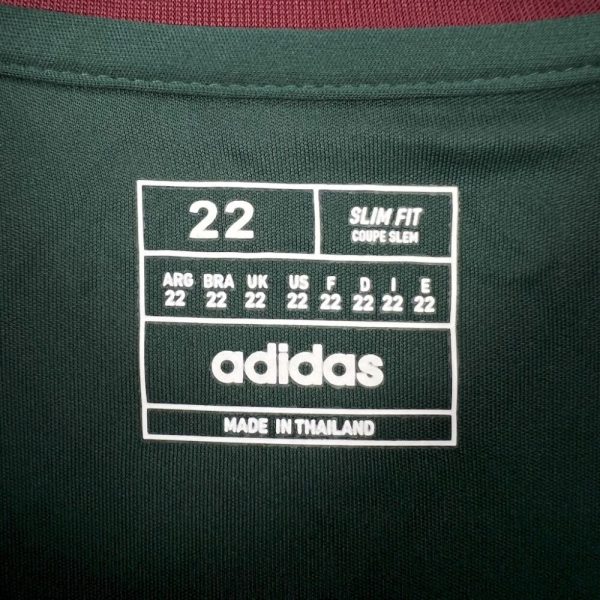 22
SLIM FIT
COUPE SLEM
ARG BRA UK US F D I E
22 22 22 22 22 22 22 22
adidas
MADE IN THAILAND